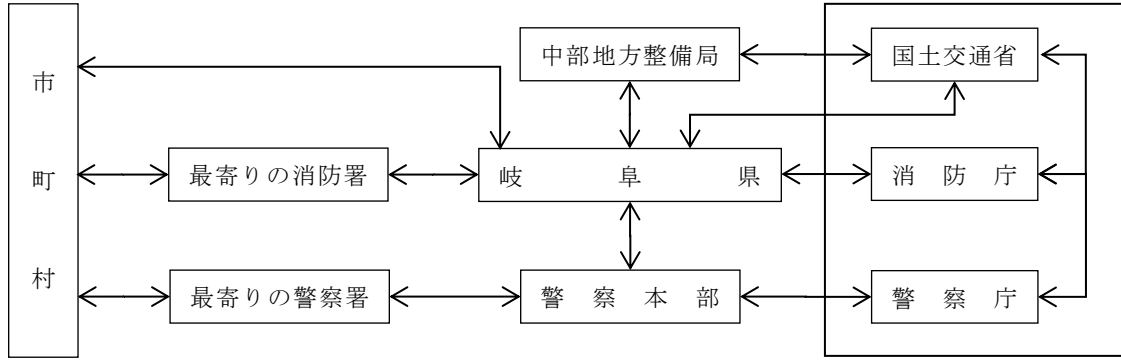 市町村
中部地方整備局
国土交通省
最寄りの消防署
岐阜県
消防庁
最寄りの警察署
警察本部
警察庁